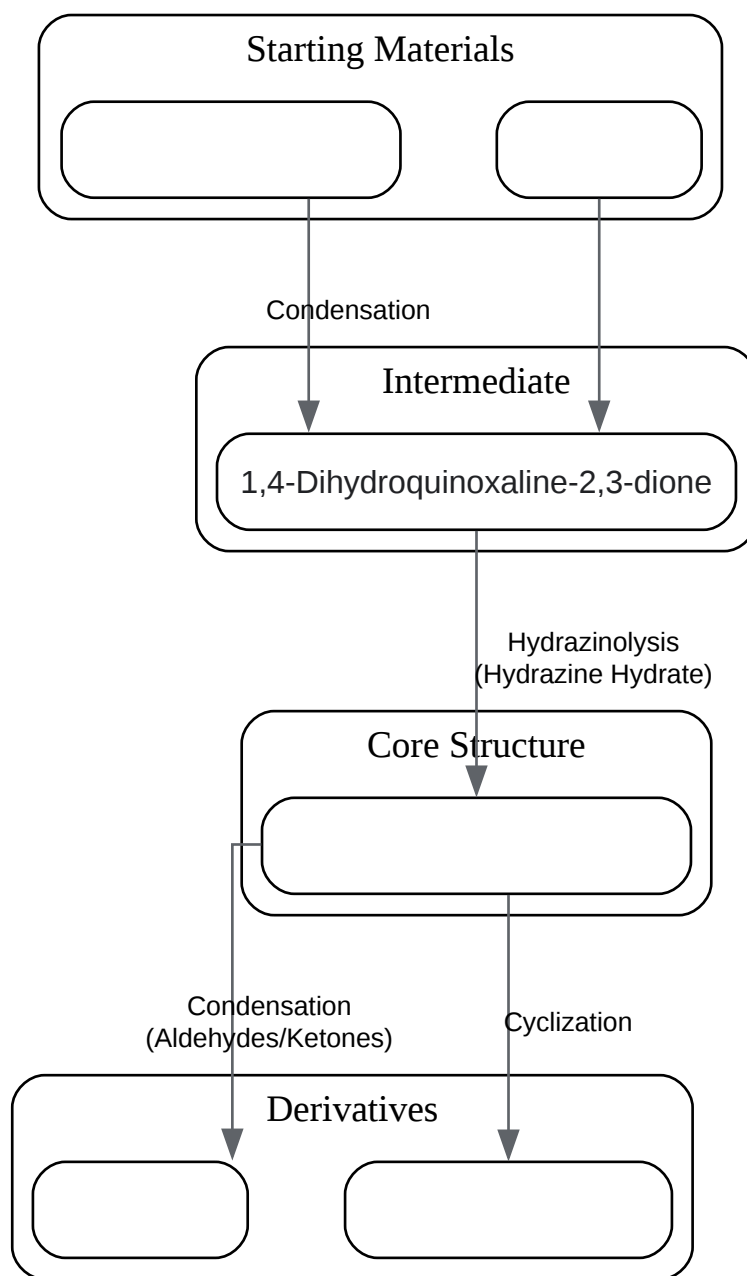 Starting Materials
Condensation
Intermediate
1,4-Dihydroquinoxaline-2,3-dione
Hydrazinolysis
(Hydrazine Hydrate)
Core Structure
Condensation
(Aldehydes/Ketones)
Cyclization
Derivatives